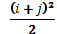 (i + j)²
2